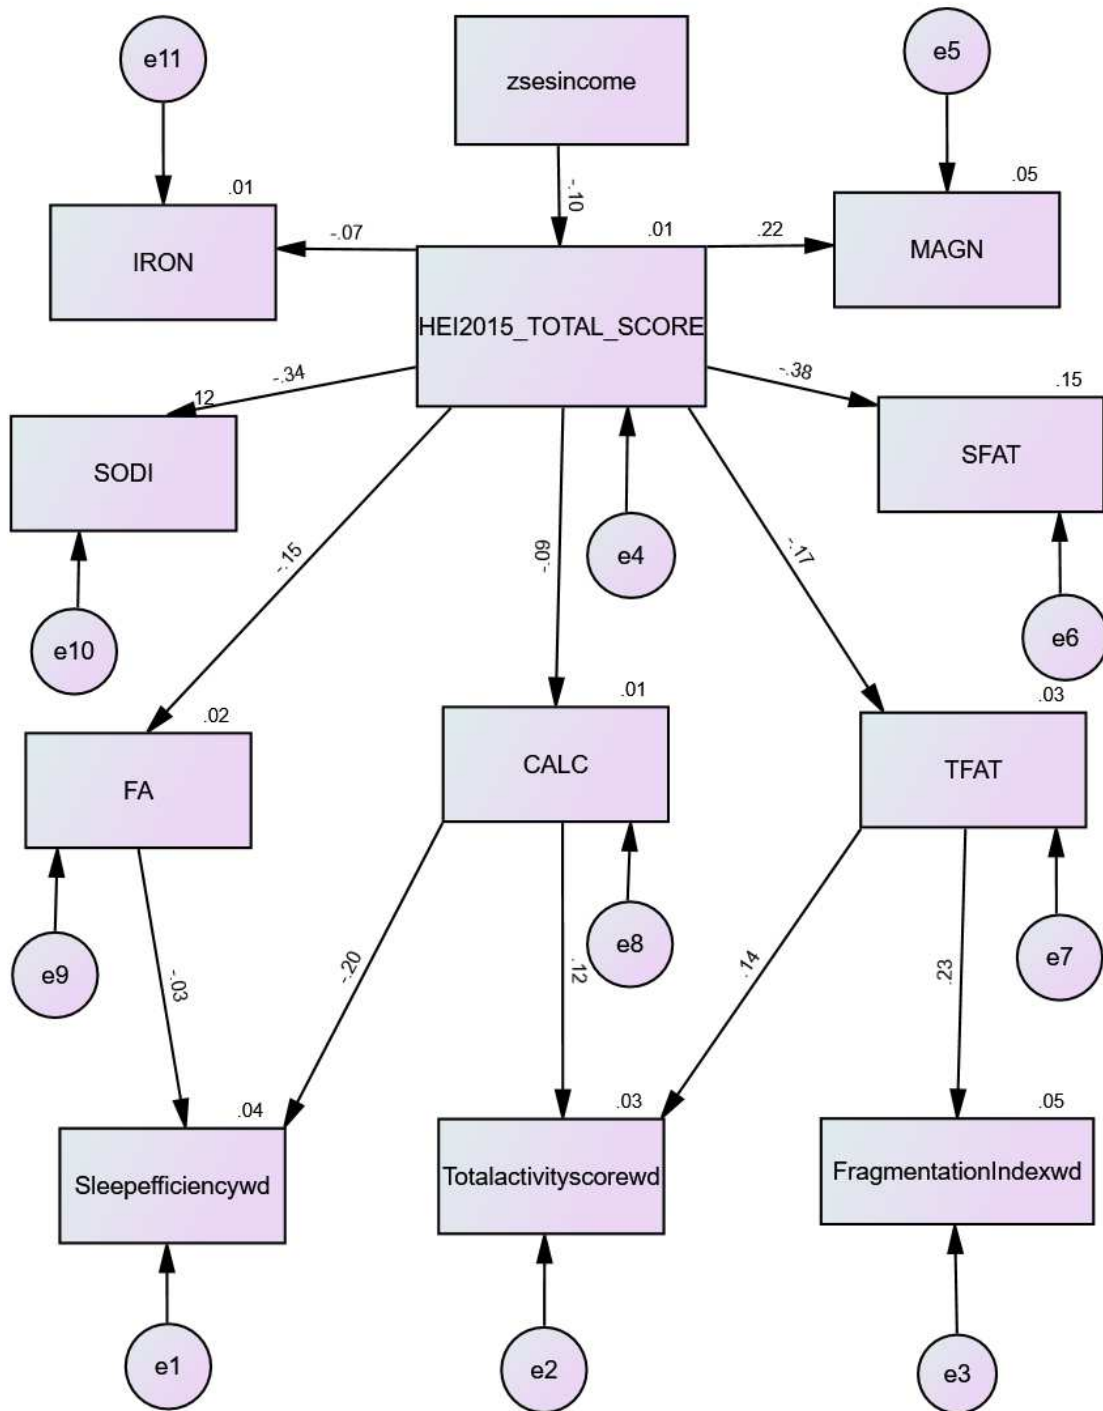 e11
zsesincome
e5
.01
-.10
.05
IRON
-.07
.01
.22
MAGN
HEI2015_TOTAL_SCORE
-.34
-.38
.12
.15
SODI
SFAT
-.15
-.09
e4
-.17
e10
e6
.02
.01
.03
FA
CALC
TFAT
e9
e8
e7
-.03
-.20
.12
.14
.23
.04
.03
.05
Sleepefficiencywd
Totalactivityscorewd
FragmentationIndexwd
e1
e2
e3